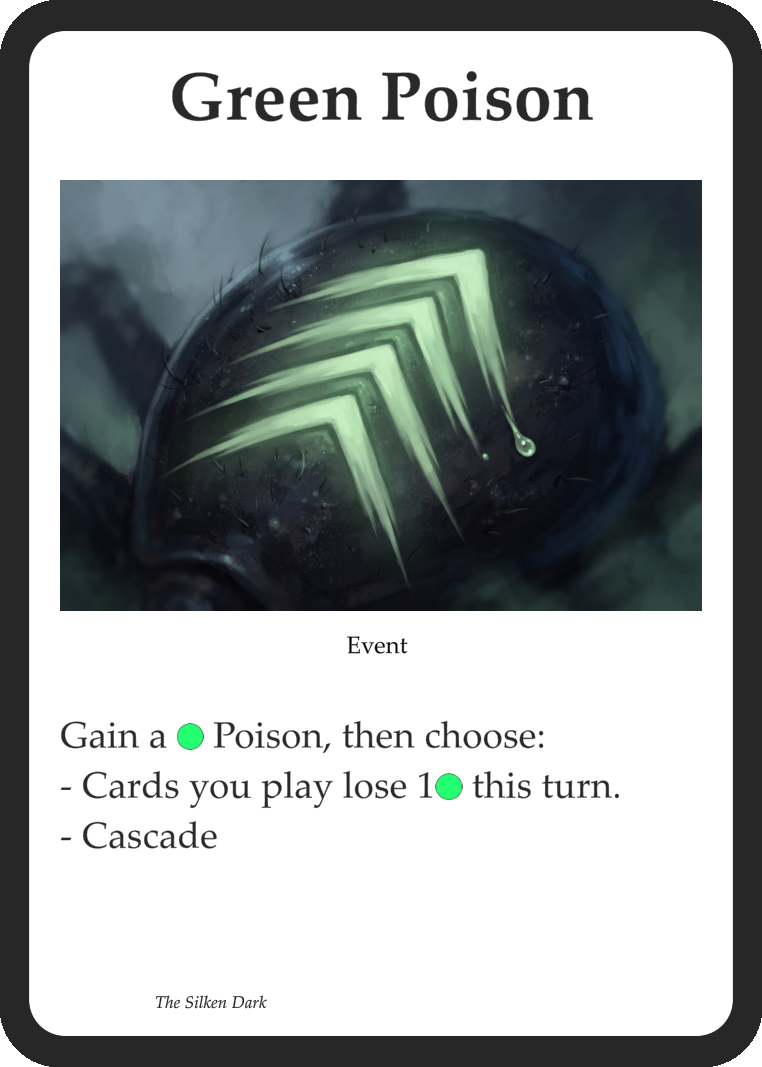 Green Poison
Event
Gain a Poison, then choose:
- Cards you play lose 1 this turn.
- Cascade
The Silken Dark